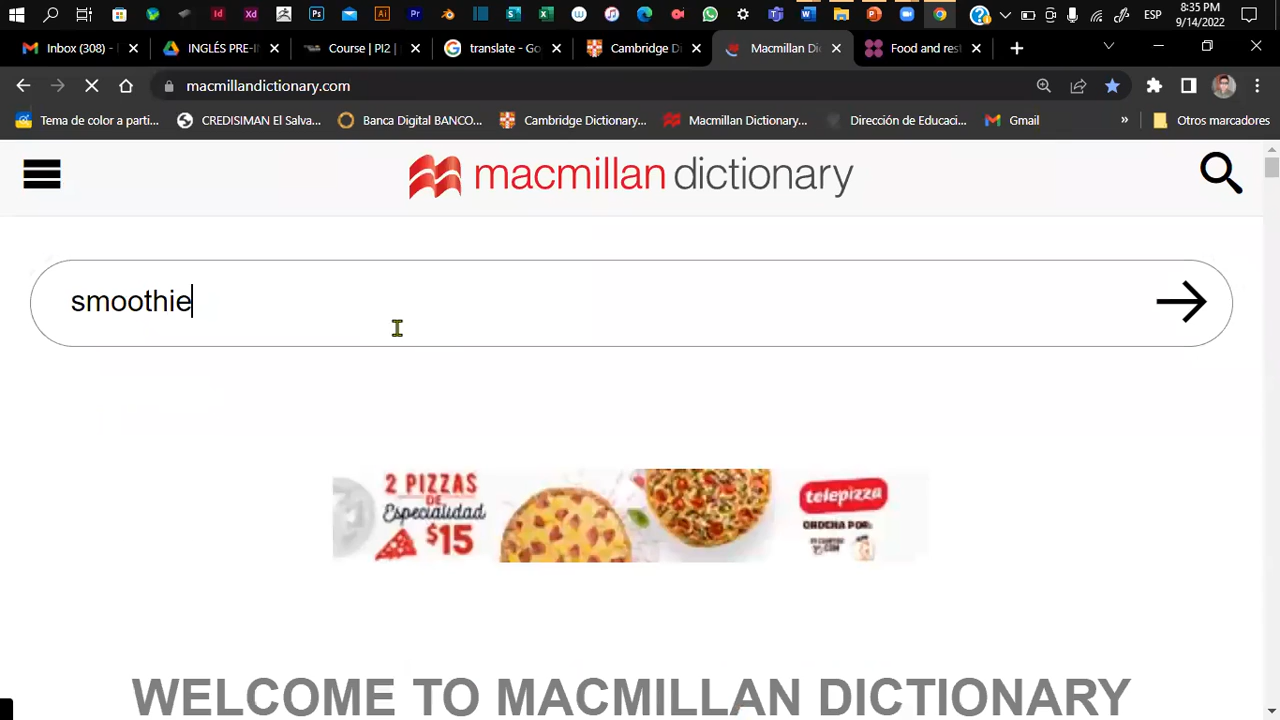 8:35 PM
ESP
9/14/2022
Inbox (308) -
INGLÉS PRE-I
Course | PI2 |
translate - Go
Cambridge D
Macmillan Di
Food and res
macmillandictionary.com
Tema de color a parti...
CREDISIMAN El Salva...
Banca Digital BANCO...
Cambridge Dictionary...
Macmillan Dictionary...
Dirección de Educaci...
Gmail
»
Otros marcadores
macmillan dictionary
smoothie
2 PIZZAS
DE
Especialidad
$15
telepizza
ORDENA POR:
WELCOME TO MACMILLAN DICTIONARY